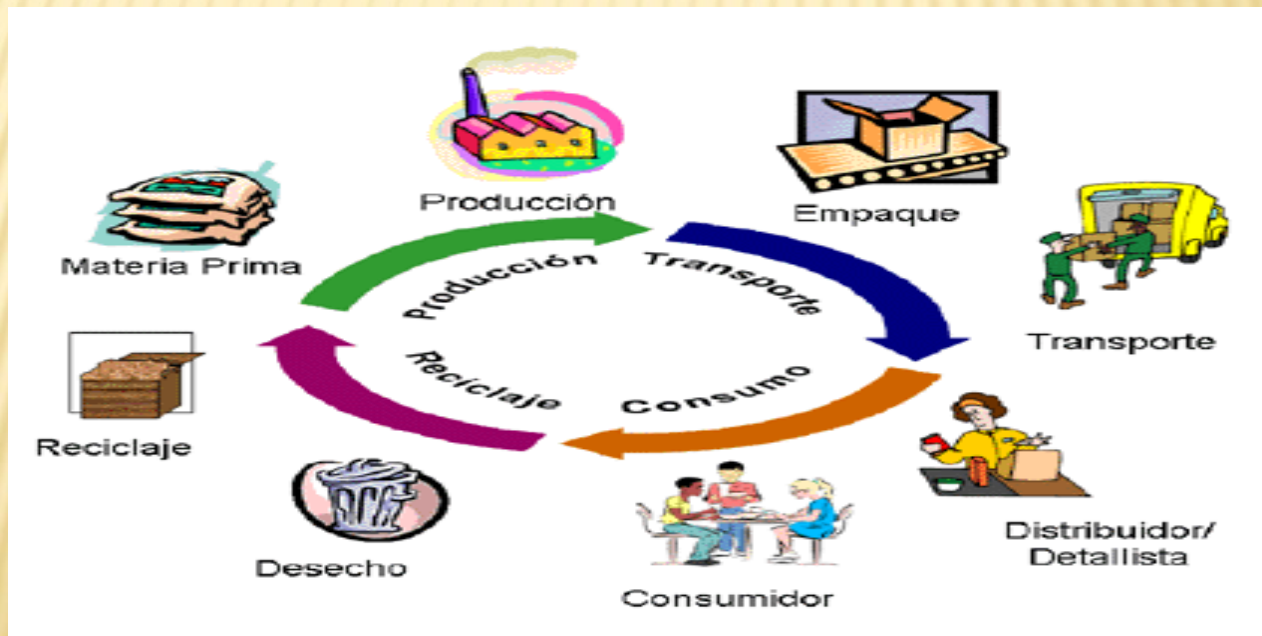 Producción
Empaque
Materia Prima
Producción
Transporte
Transporte
Reciclaje
Consumo
Reciclaje
Distribuidor/
Detallista
Desecho
Consumidor